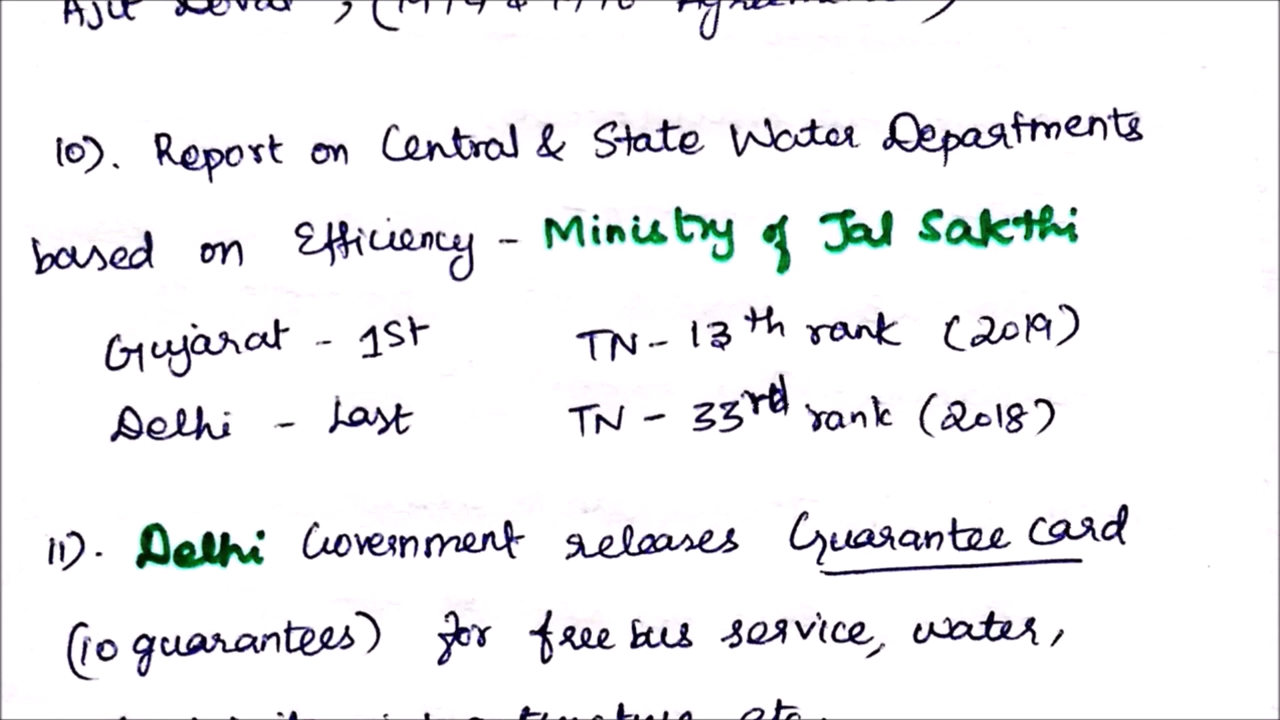 10). Report on Central & State Water Departments
based on Efficiency - Ministry of Jal Sakthi
Gujarat - 1st TN - 13th rank (2019)
Delhi - Last TN - 33rd rank (2018)
11). Delhi Government releases Guarantee card
(10 guarantees) for free bus service, water,
etc.